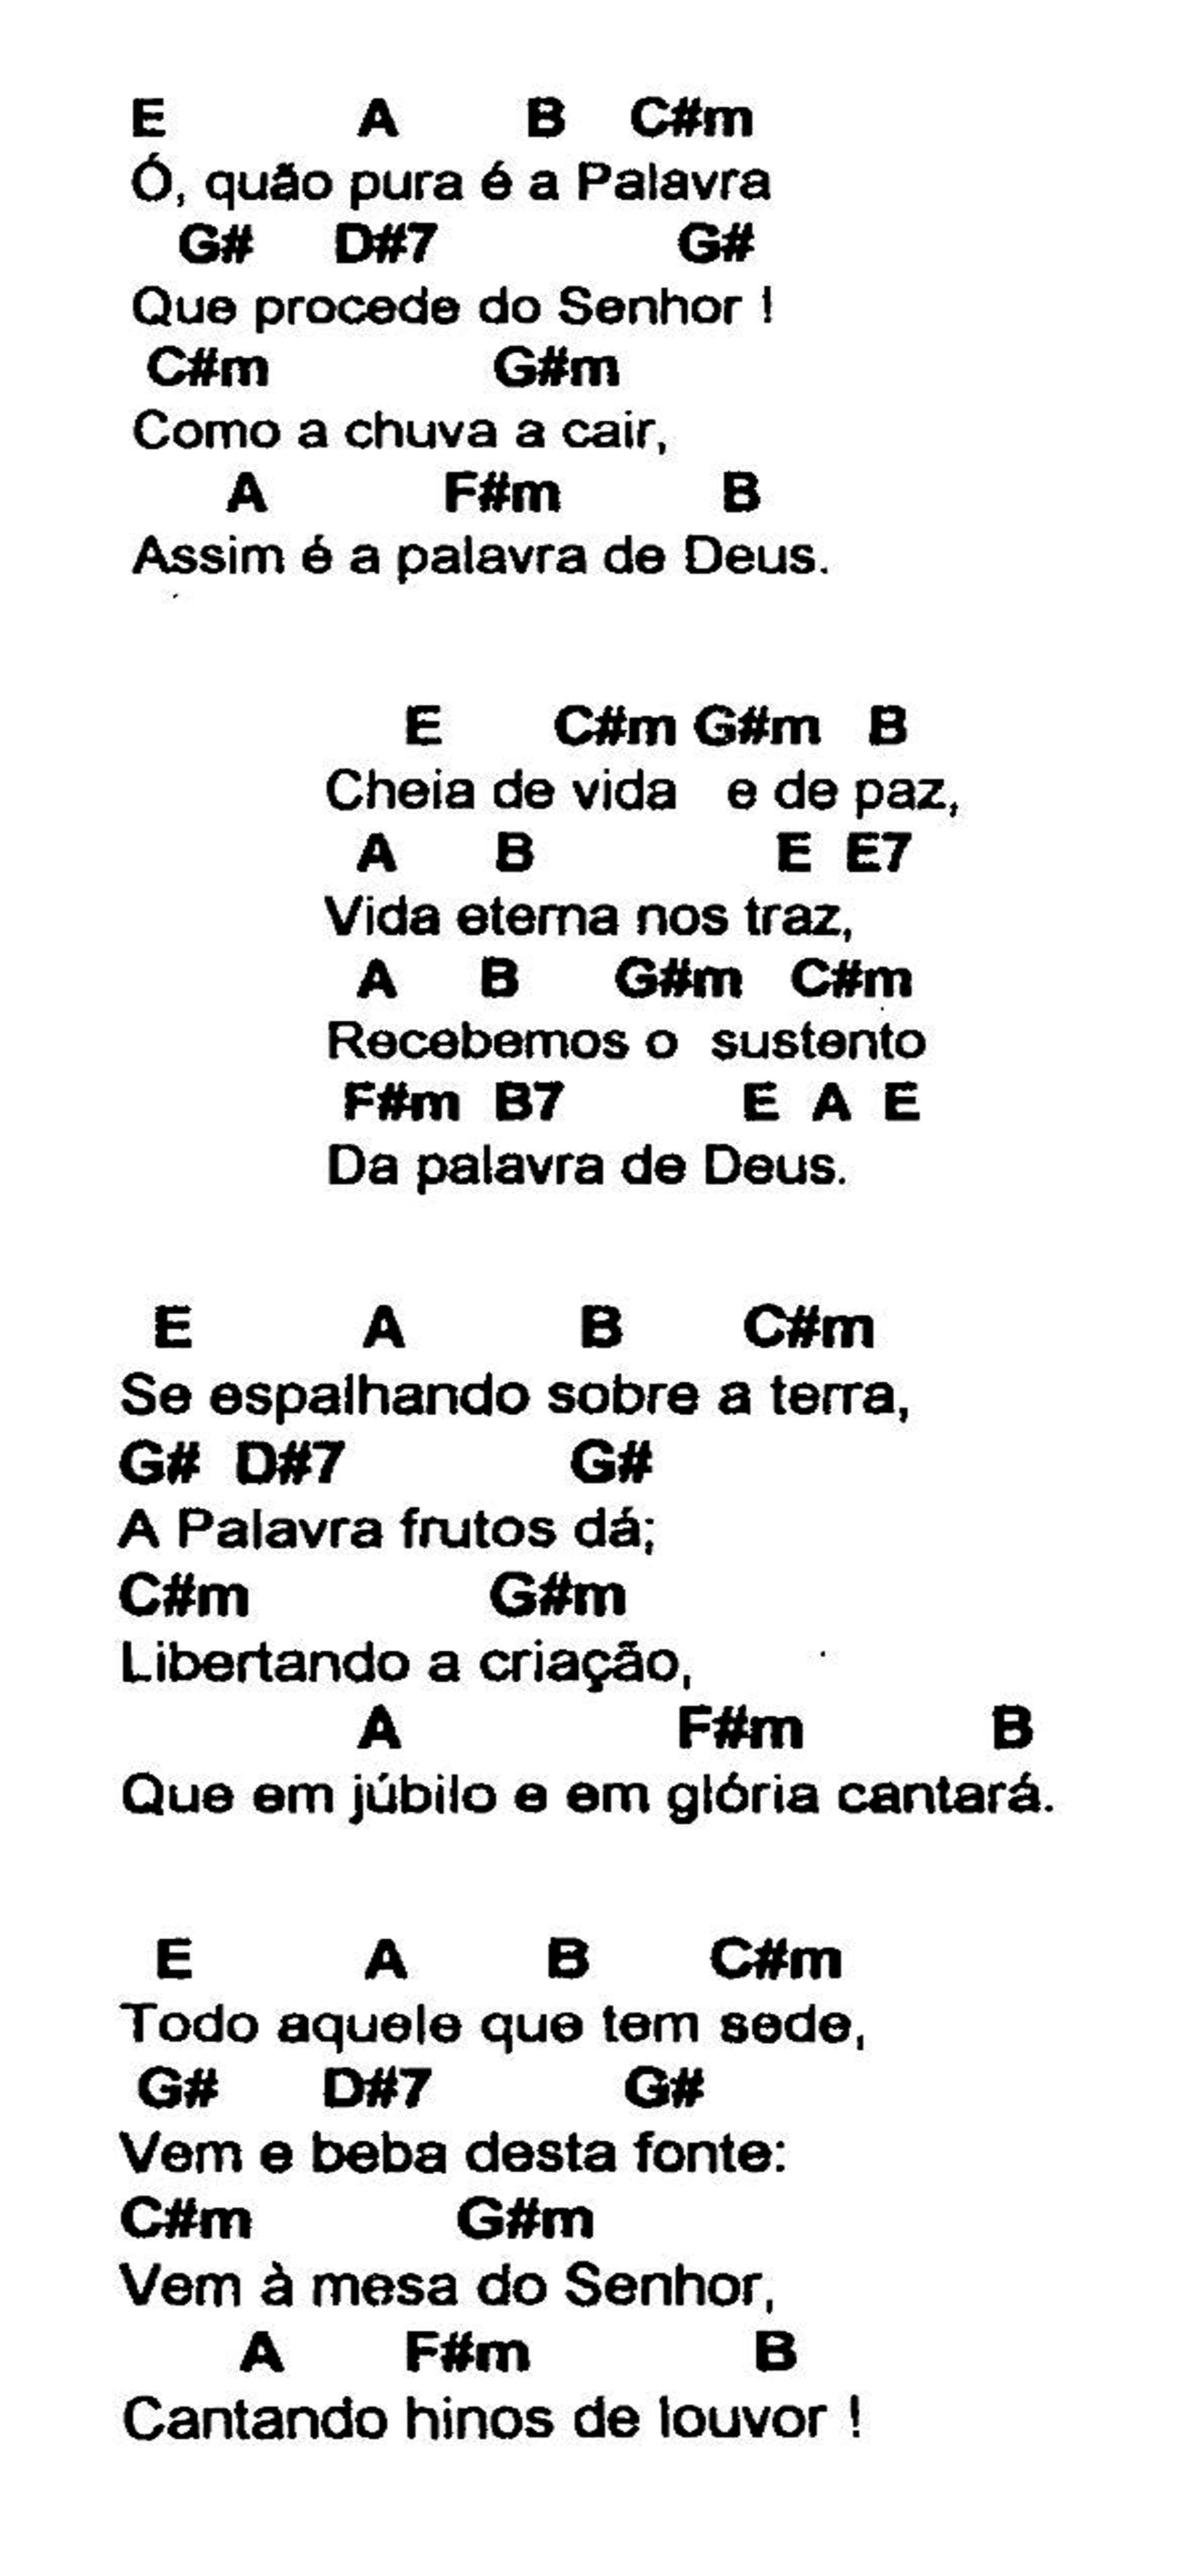 E A B C#m
Ó, quão pura é a Palavra
G# D#7 G#
Que procede do Senhor !
C#m G#m
Como a chuva a cair,
A F#m B
Assim é a palavra de Deus.
E C#m G#m B
Cheia de vida e de paz,
A B E E7
Vida eterna nos traz,
A B G#m C#m
Recebemos o sustento
F#m B7 E A E
Da palavra de Deus.
E A B C#m
Se espalhando sobre a terra,
G# D#7 G#
A Palavra frutos dá;
C#m G#m
Libertando a criação,
A F#m B
Que em júbilo e em glória cantará.
E A B C#m
Todo aquele que tem sede,
G# D#7 G#
Vem e beba desta fonte:
C#m G#m
Vem à mesa do Senhor,
A F#m B
Cantando hinos de louvor !